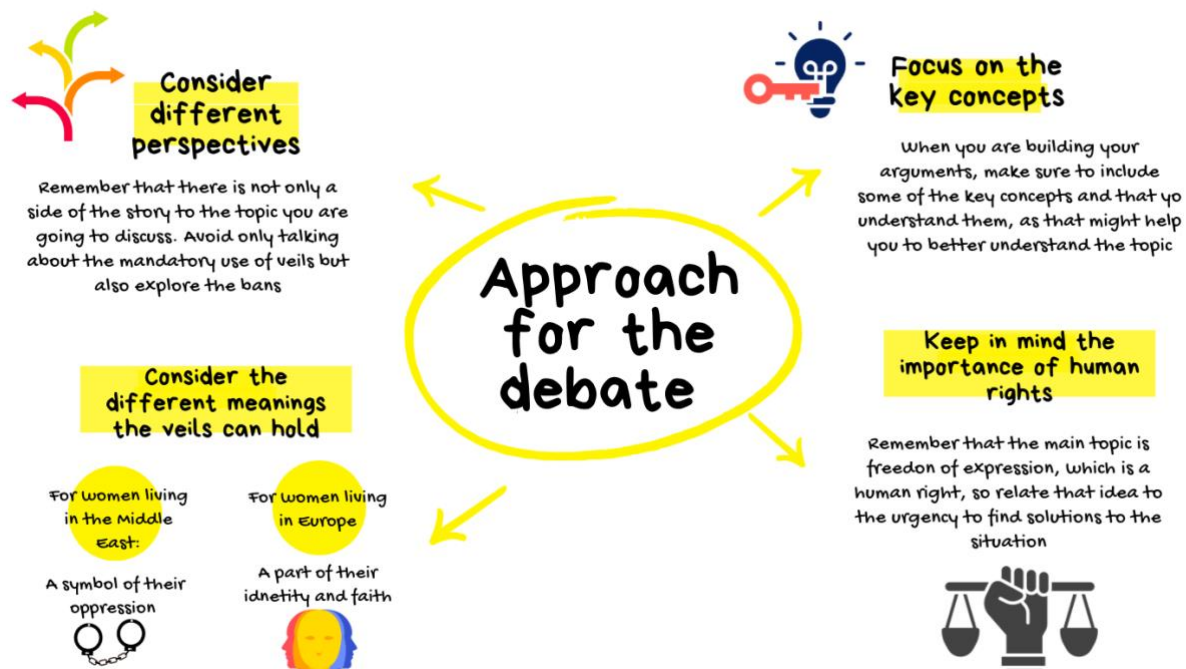 Consider
different
perspectives
Remember that there is not only a
side of the story to the topic you are
going to discuss. Avoid only talking
about the mandatory use of veils but
also explore the bans
Focus on the
key concepts
When you are building your
arguments, make sure to include
some of the key concepts and that yo
understand them, as that might help
you to better understand the topic
Approach
for the
debate
Consider the
different meanings
the veils can hold
For women living
in the Middle
East:
A symbol of their
oppression
For women living
in Europe
A part of their
idnetity and faith
Keep in mind the
importance of human
rights
Remember that the main topic is
freedon of expression, which is a
human right, so relate that idea to
the urgency to find solutions to the
situation